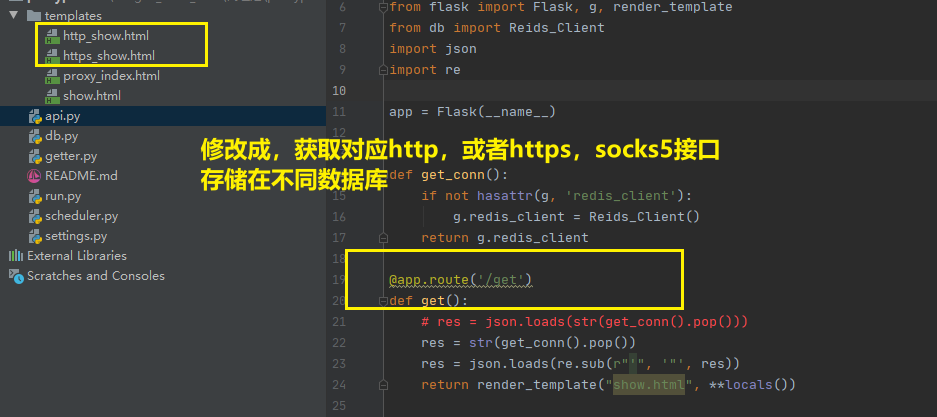 templates
http_show.html
https_show.html
proxy_index.html
show.html
api.py
db.py
getter.py
README.md
run.py
scheduler.py
settings.py
External Libraries
Scratches and Consoles
6 from flask import Flask, g, render_template
7 from db import Reids_Client
8 import json
9 import re
10
11 app = Flask(__name__)
修改成，获取对应http，或者https，socks5接口
存储在不同数据库
def get_conn():
15 if not hasattr(g, 'redis_client'):
16 g.redis_client = Reids_Client()
17 return g.redis_client
18
19 @app.route('/get')
20 def get():
21 # res = json.loads(str(get_conn().pop()))
22 res = str(get_conn().pop())
23 res = json.loads(re.sub(r"'", '"', res))
24 return render_template("show.html", **locals())
25